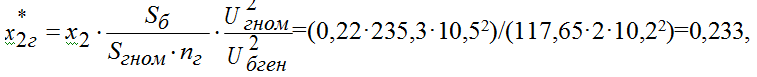 x*₂г = x₂ · Sб / (Sгном · nг) · U²гном / U²бген =(0,22·235,3·10,5²)/(117,65·2·10,2²)=0,233,